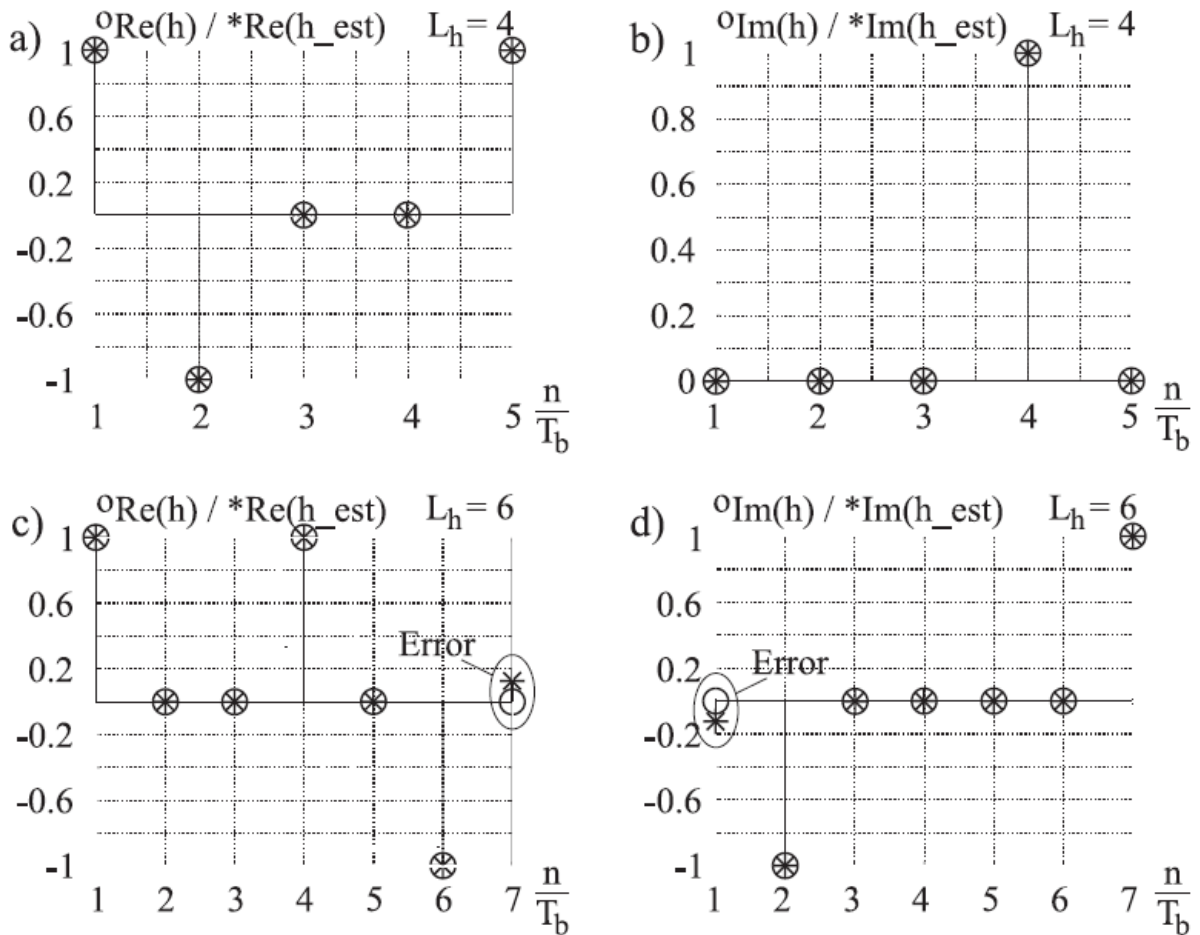 a) oRe(h) / *Re(h_est) L_h = 4
1
0.6
0.2
-0.2
-0.6
-1
1 2 3 4 5 n/T_b
b) oIm(h) / *Im(h_est) L_h = 4
1
0.8
0.6
0.4
0.2
0
1 2 3 4 5 n/T_b
c) oRe(h) / *Re(h_est) L_h = 6
1
0.6
0.2
-0.2
-0.6
-1
Error
1 2 3 4 5 6 7 n/T_b
d) oIm(h) / *Im(h_est) L_h = 6
1
0.6
0.2
-0.2
-0.6
-1
Error
1 2 3 4 5 6 7 n/T_b